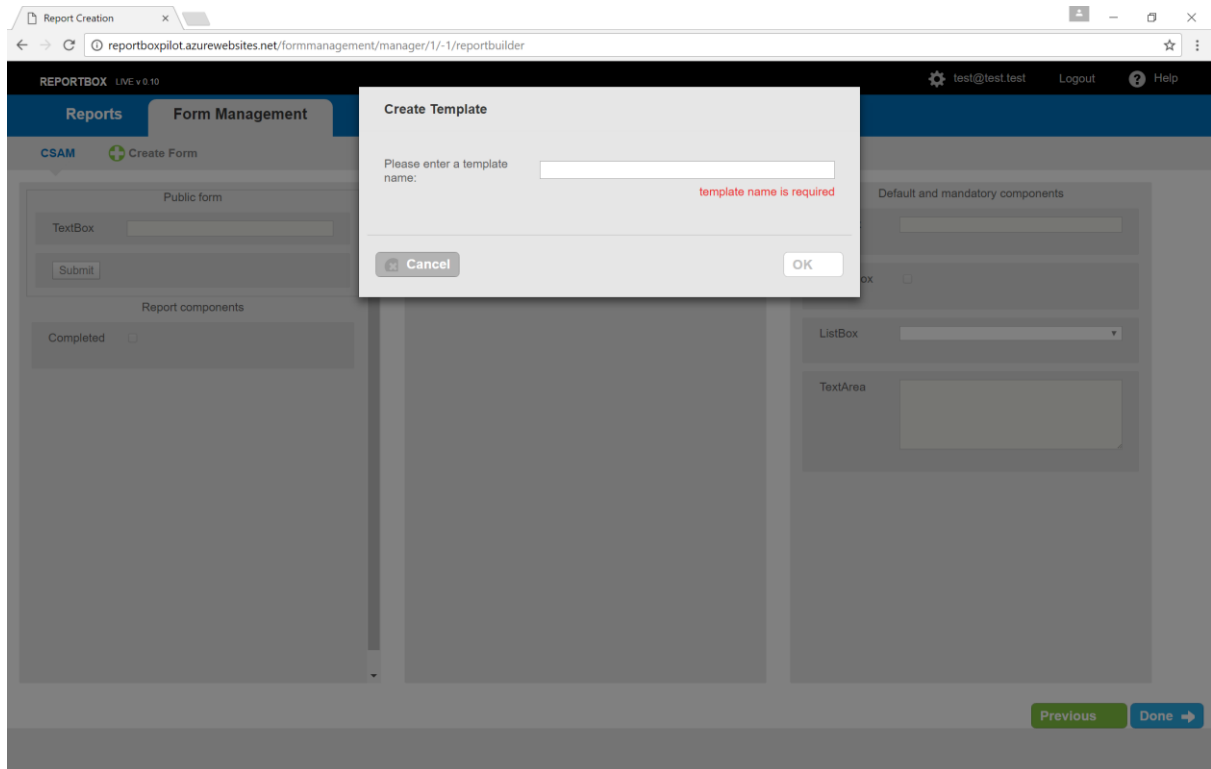 Report Creation
reportboxpilot.azurewebsites.net/formmanagement/manager/1/-1/reportbuilder
REPORTBOX LIVE v 0.10
test@test.test Logout Help
Reports Form Management
CSAM Create Form
Create Template
Please enter a template
name:
template name is required
Cancel OK
Public form
TextBox
Submit
Report components
Completed
Default and mandatory components
ox
ListBox
TextArea
Previous Done